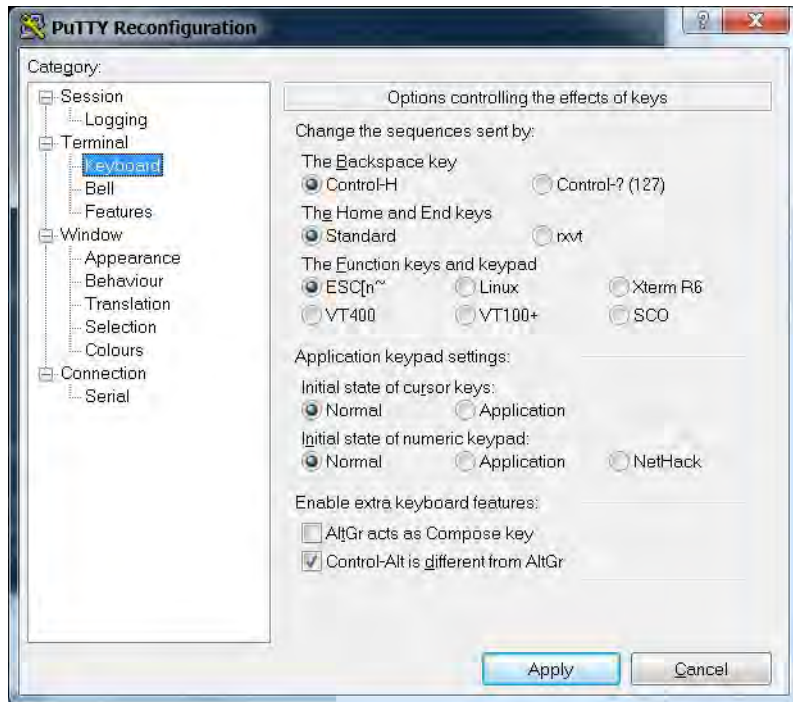 PuTTY Reconfiguration
Category:
Session
Logging
Terminal
Keyboard
Bell
Features
Window
Appearance
Behaviour
Translation
Selection
Colours
Connection
Serial
Options controlling the effects of keys
Change the sequences sent by:
The Backspace key
Control-H Control-? (127)
The Home and End keys
Standard rxvt
The Function keys and keypad
ESC[n~ Linux Xterm R6
VT400 VT100+ SCO
Application keypad settings:
Initial state of cursor keys:
Normal Application
Initial state of numeric keypad:
Normal Application NetHack
Enable extra keyboard features:
AltGr acts as Compose key
Control-Alt is different from AltGr
Apply Cancel